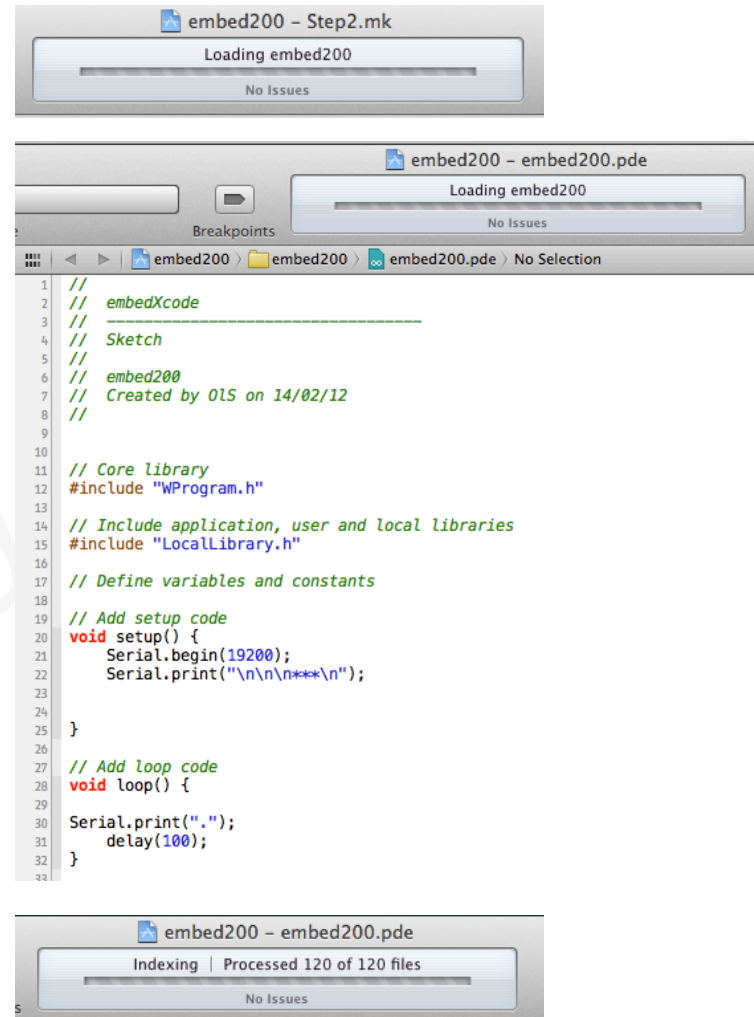 embed200 – Step2.mk
Loading embed200
No Issues
embed200 – embed200.pde
Loading embed200
No Issues
Breakpoints
embed200 〉 embed200 〉 embed200.pde 〉 No Selection
1 //
2 // embedXcode
3 // ----------------------------------
4 // Sketch
5 //
6 // embed200
7 // Created by OlS on 14/02/12
8 //
9
10
11 // Core library
12 #include "WProgram.h"
13
14 // Include application, user and local libraries
15 #include "LocalLibrary.h"
16
17 // Define variables and constants
18
19 // Add setup code
20 void setup() {
21 Serial.begin(19200);
22 Serial.print("\n\n\n***\n");
23
24
25 }
26
27 // Add loop code
28 void loop() {
29
30 Serial.print(".");
31 delay(100);
32 }
33
embed200 – embed200.pde
Indexing | Processed 120 of 120 files
No Issues